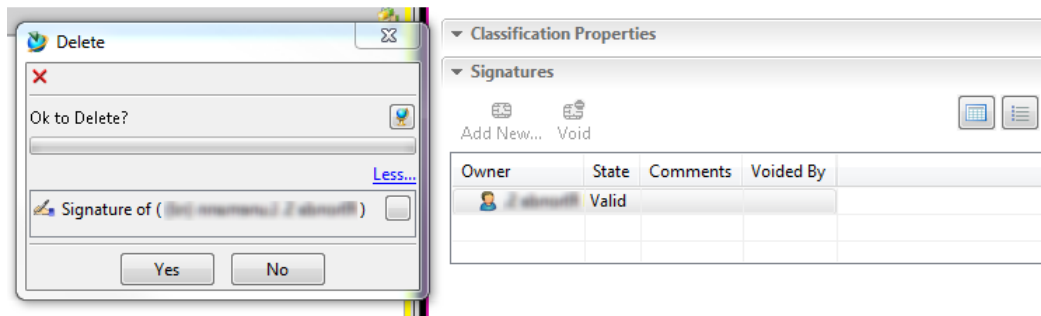 Delete
Ok to Delete?
Less...
Signature of ( )
Yes No
Classification Properties
Signatures
Add New... Void
Owner State Comments Voided By
Valid